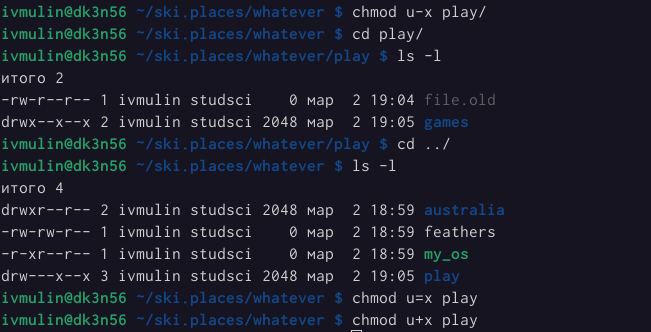 ivmulin@dk3n56 ~/ski.places/whatever $ chmod u-x play/
ivmulin@dk3n56 ~/ski.places/whatever $ cd play/
ivmulin@dk3n56 ~/ski.places/whatever/play $ ls -l
итого 2
-rw-r--r-- 1 ivmulin studsci    0 мар  2 19:04 file.old
drwx--x--x 2 ivmulin studsci 2048 мар  2 19:05 games
ivmulin@dk3n56 ~/ski.places/whatever/play $ cd ../
ivmulin@dk3n56 ~/ski.places/whatever $ ls -l
итого 4
drwxr--r-- 2 ivmulin studsci 2048 мар  2 18:59 australia
-rw-rw-r-- 1 ivmulin studsci    0 мар  2 18:59 feathers
-r-xr--r-- 1 ivmulin studsci    0 мар  2 18:59 my_os
drw---x--x 3 ivmulin studsci 2048 мар  2 19:05 play
ivmulin@dk3n56 ~/ski.places/whatever $ chmod u=x play
ivmulin@dk3n56 ~/ski.places/whatever $ chmod u+x play